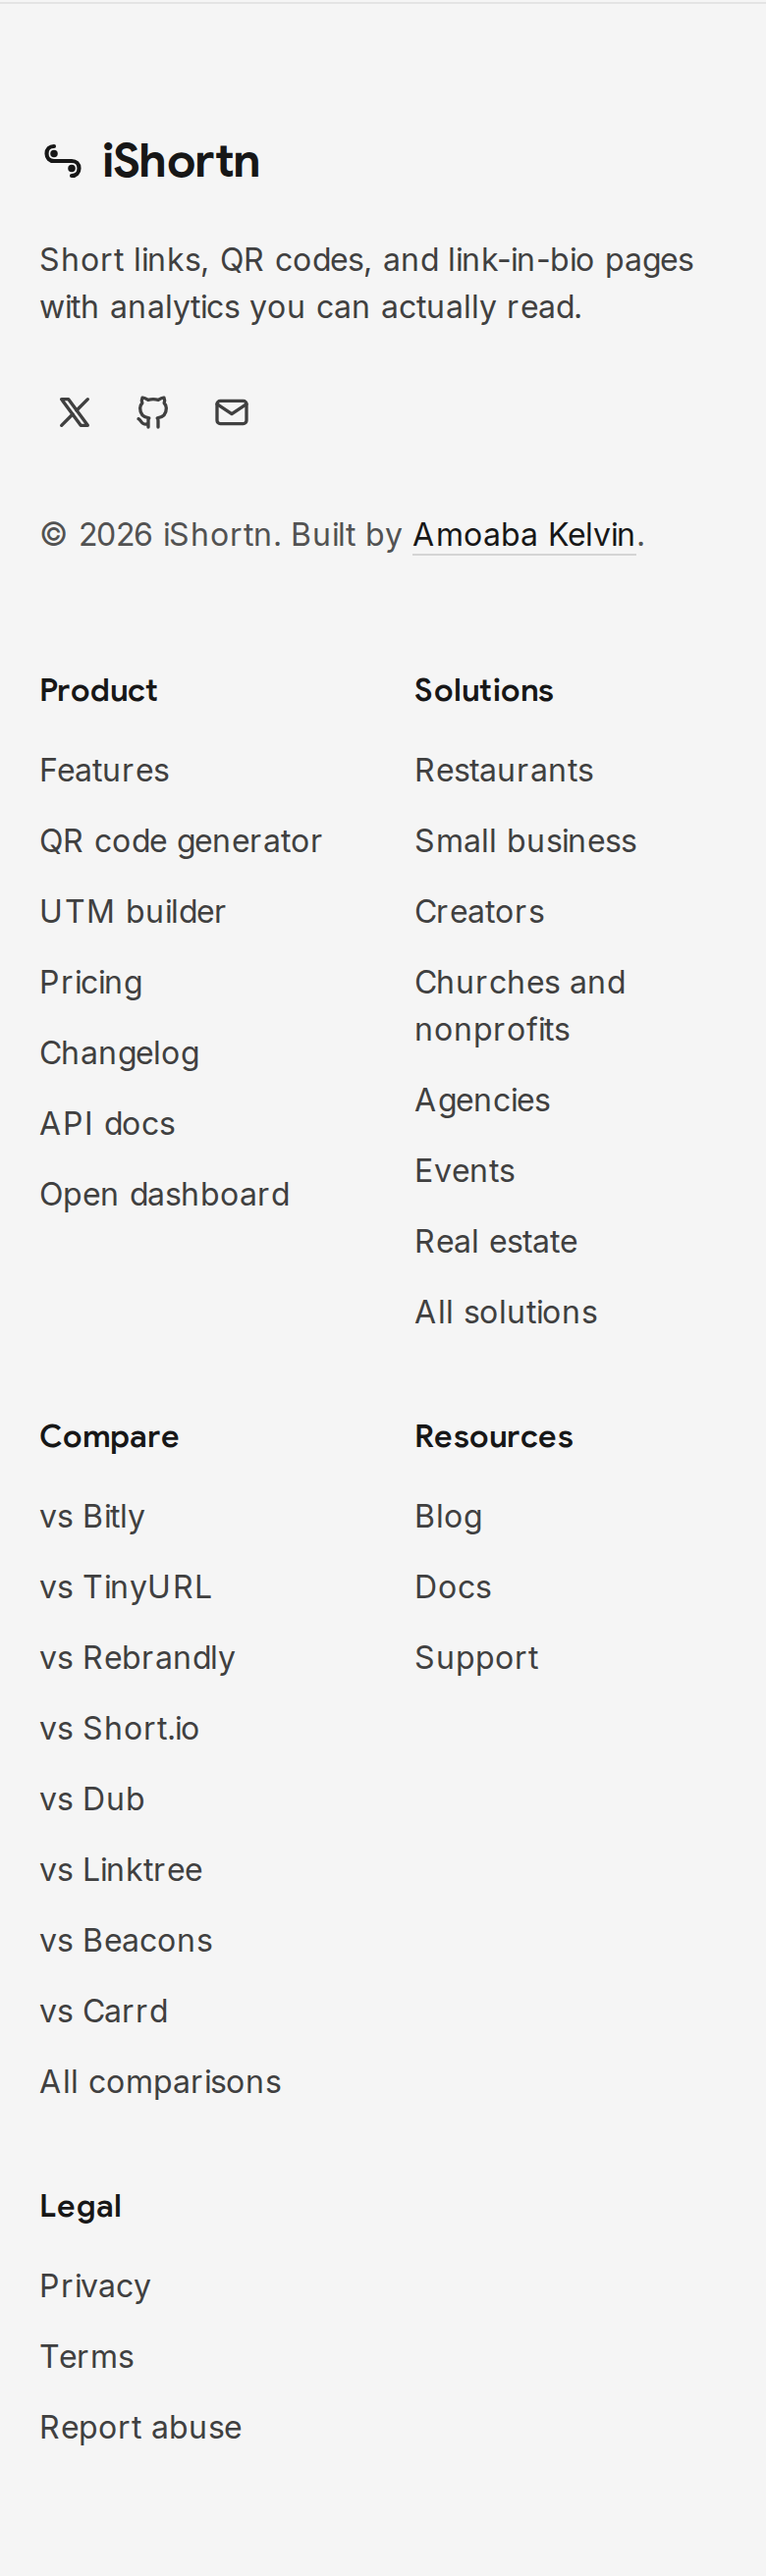 iShortn
Short links, QR codes, and link-in-bio pages
with analytics you can actually read.
© 2026 iShortn. Built by Amoaba Kelvin.
Product
Features
QR code generator
UTM builder
Pricing
Changelog
API docs
Open dashboard
Solutions
Restaurants
Small business
Creators
Churches and
nonprofits
Agencies
Events
Real estate
All solutions
Compare
vs Bitly
vs TinyURL
vs Rebrandly
vs Short.io
vs Dub
vs Linktree
vs Beacons
vs Carrd
All comparisons
Resources
Blog
Docs
Support
Legal
Privacy
Terms
Report abuse